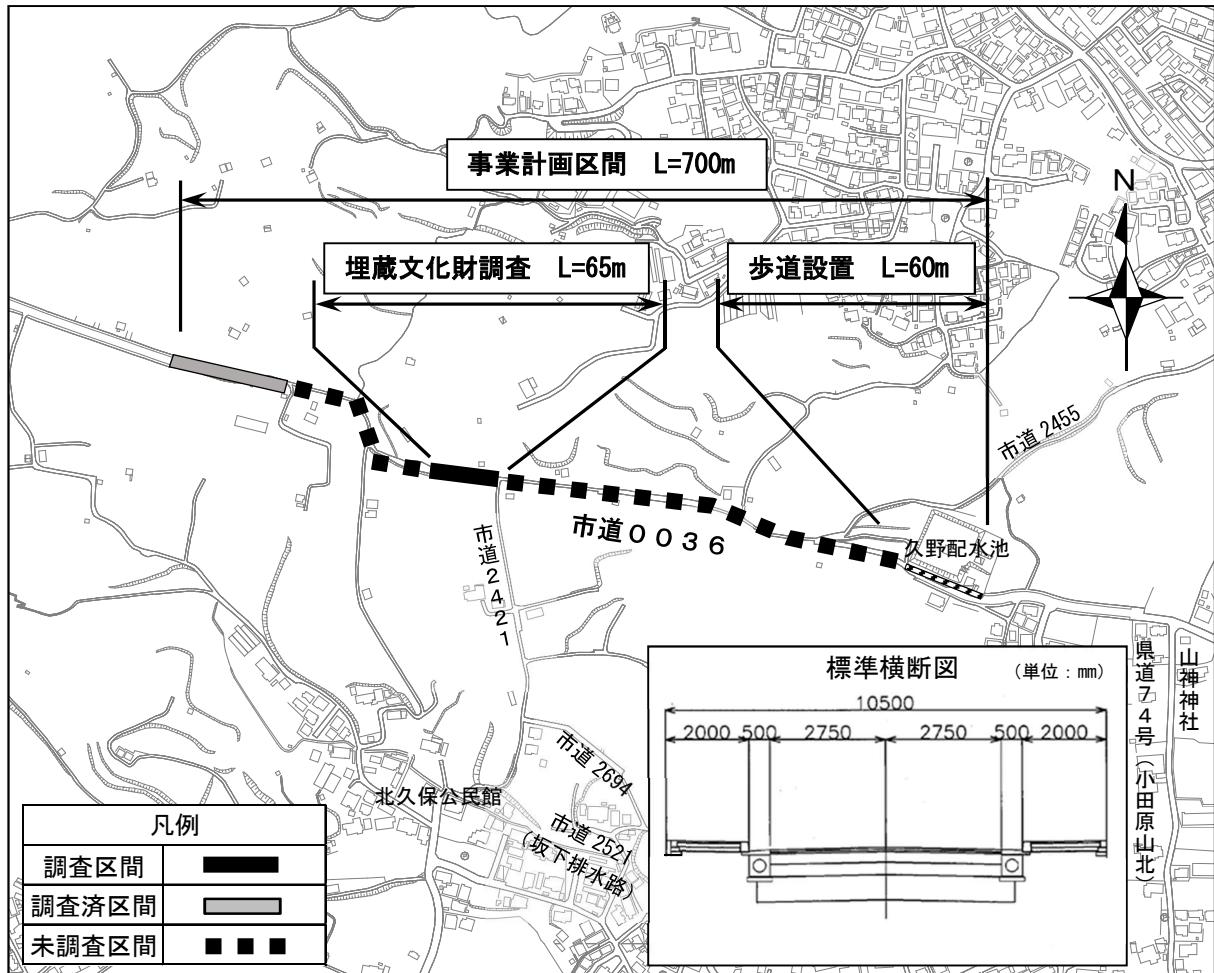 事業計画区間 L=700m
埋蔵文化財調査 L=65m
歩道設置 L=60m
N
市道2455
市道0036
久野配水池
市道2421
山神神社
県道74号(小田原山北)
北久保公民館
市道2694
市道2521
(坂下排水路)
標準横断図 (単位:mm)
10500
2000 500 2750 2750 500 2000
凡例
調査区間
調査済区間
未調査区間